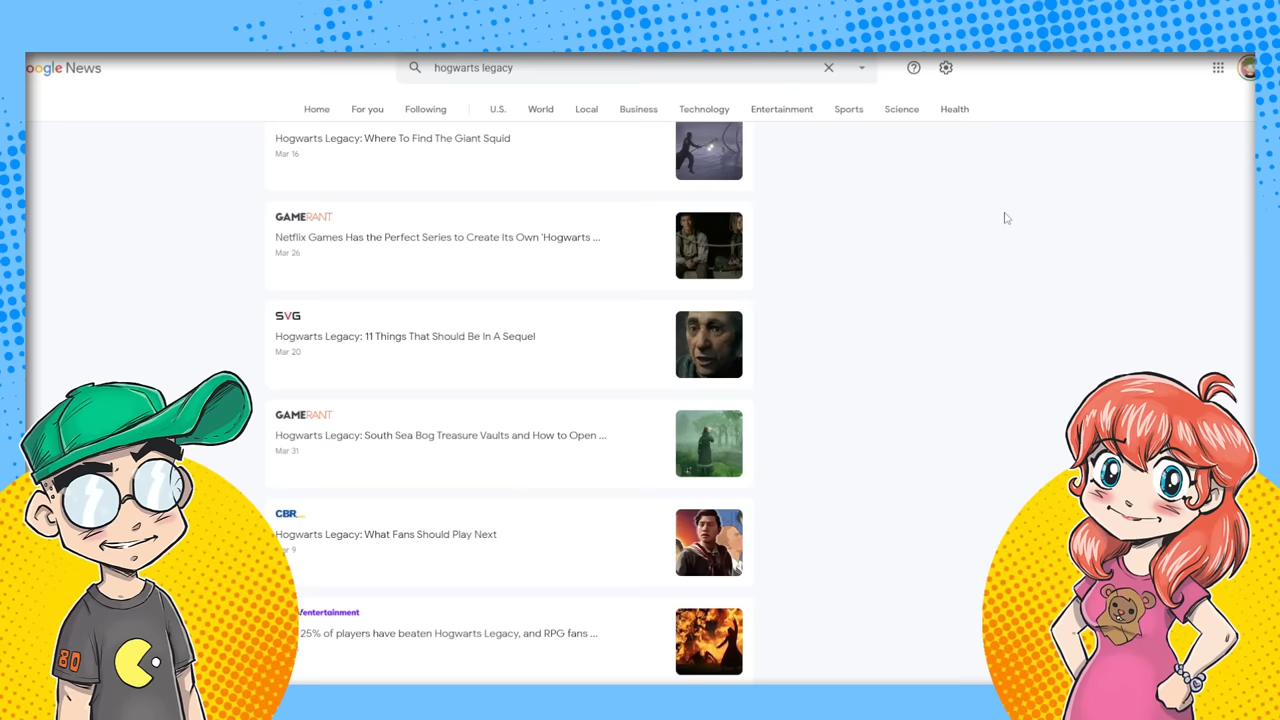 oogle News
hogwarts legacy
Home For you Following U.S. World Local Business Technology Entertainment Sports Science Health
Hogwarts Legacy: Where To Find The Giant Squid
Mar 16
GAMERANT
Netflix Games Has the Perfect Series to Create Its Own 'Hogwarts ...
Mar 26
SVG
Hogwarts Legacy: 11 Things That Should Be In A Sequel
Mar 20
GAMERANT
Hogwarts Legacy: South Sea Bog Treasure Vaults and How to Open ...
Mar 31
CBR
Hogwarts Legacy: What Fans Should Play Next
9
/entertainment
25% of players have beaten Hogwarts Legacy, and RPG fans ...
80